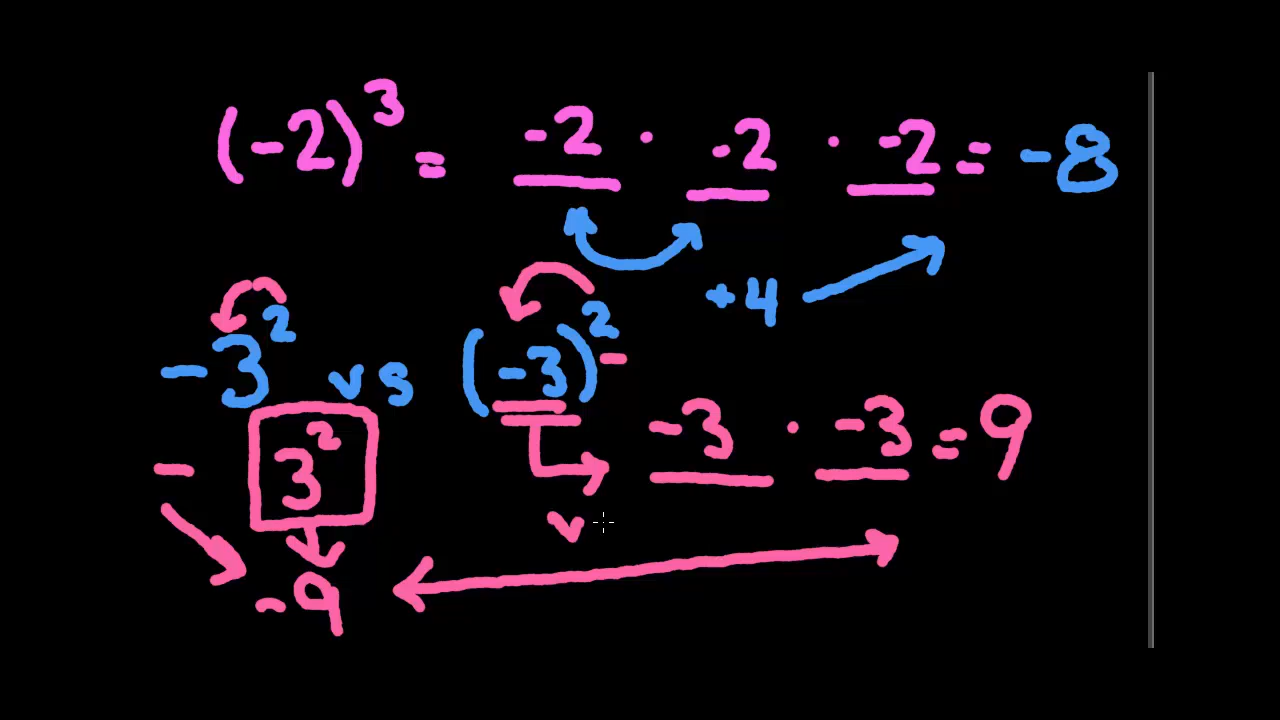 (-2)³ = -2 · -2 · -2 = -8
+4
-3² vs (-3)² -
-3 · -3 = 9
- 3²
v
-9